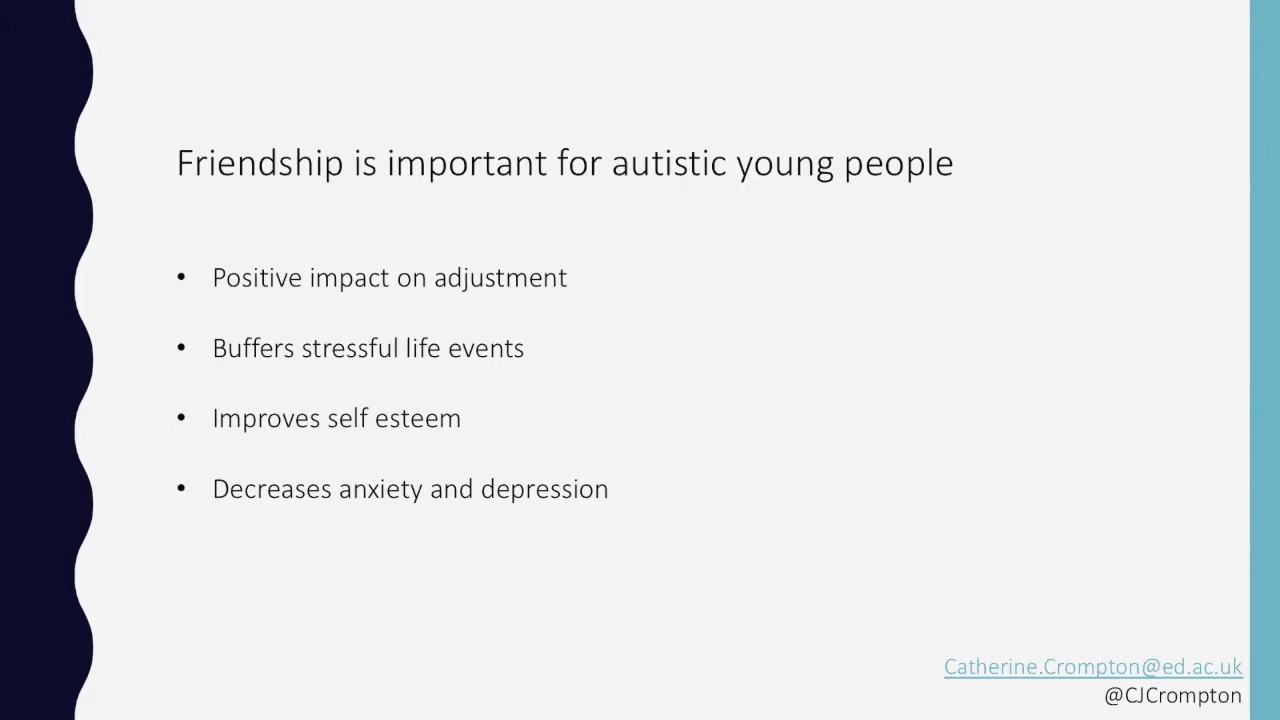 Friendship is important for autistic young people
• Positive impact on adjustment
• Buffers stressful life events
• Improves self esteem
• Decreases anxiety and depression
Catherine.Crompton@ed.ac.uk
@CJCrompton